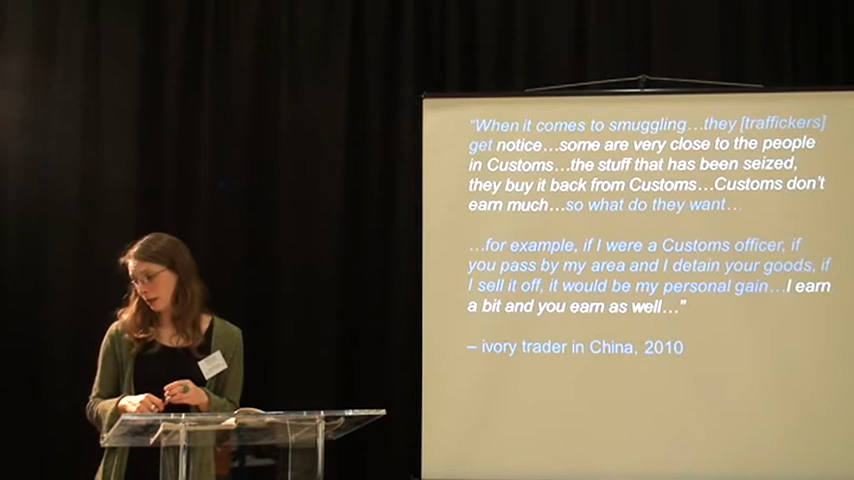 "When it comes to smuggling…they [traffickers]
get notice…some are very close to the people
in Customs…the stuff that has been seized,
they buy it back from Customs…Customs don't
earn much…so what do they want…
…for example, if I were a Customs officer, if
you pass by my area and I detain your goods, if
I sell it off, it would be my personal gain…I earn
a bit and you earn as well…"
– ivory trader in China, 2010